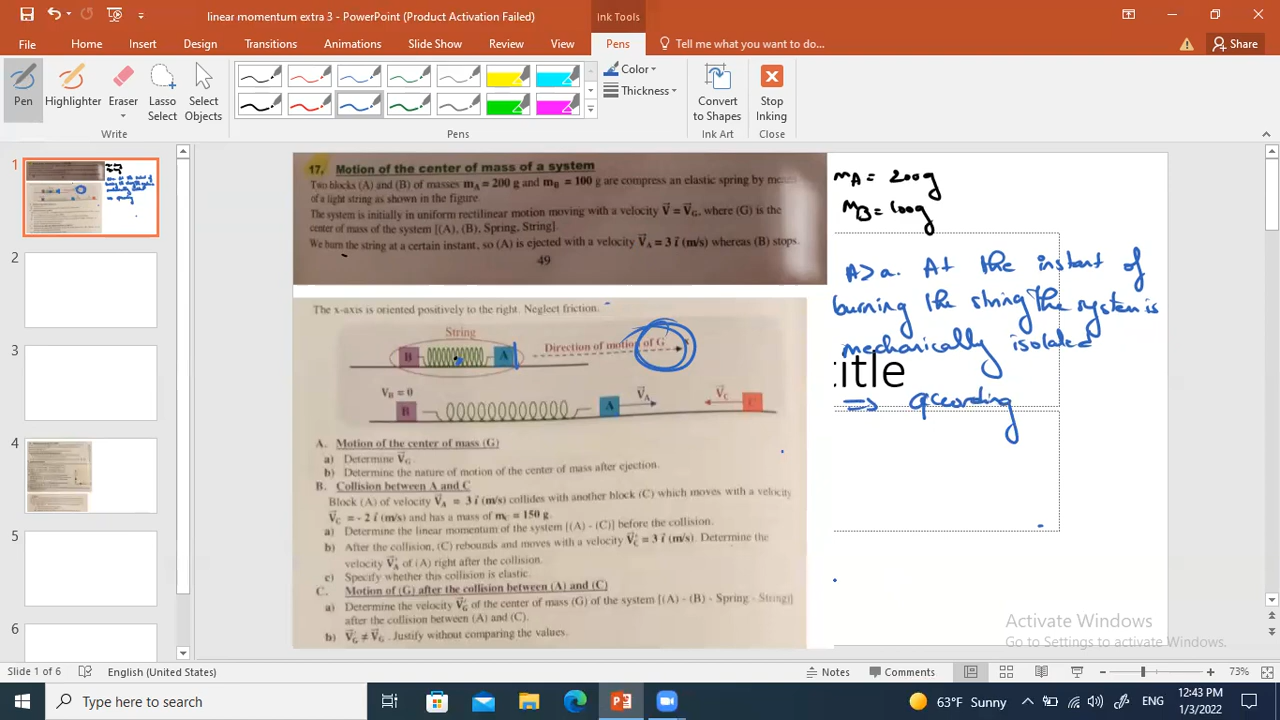 linear momentum extra 3 - PowerPoint (Product Activation Failed)
Ink Tools
File
Home
Insert
Design
Transitions
Animations
Slide Show
Review
View
Pens
Tell me what you want to do...
Share
Pen
Highlighter
Eraser
Lasso Select
Select Objects
Write
Pens
Color
Thickness
Convert to Shapes
Ink Art
Stop Inking
Close
1
2
3
4
5
6
17. Motion of the center of mass of a system
Two blocks (A) and (B) of masses mA = 200 g and mB = 100 g are compress an elastic spring by means
of a light string as shown in the figure.
The system is initially in uniform rectilinear motion moving with a velocity V⃗ = V⃗G, where (G) is the
center of mass of the system [(A), (B), Spring, String].
We burn the string at a certain instant, so (A) is ejected with a velocity V⃗A = 3 i⃗ (m/s) whereas (B) stops.
49
The x-axis is oriented positively to the right. Neglect friction.
String
B
A
Direction of motion of G
x
VB = 0
B
A
V⃗A
V⃗C
C
A. Motion of the center of mass (G)
a) Determine V⃗G.
b) Determine the nature of motion of the center of mass after ejection.
B. Collision between A and C
Block (A) of velocity V⃗A = 3 i⃗ (m/s) collides with another block (C) which moves with a velocity
V⃗C = - 2 i⃗ (m/s) and has a mass of mC = 150 g.
a) Determine the linear momentum of the system [(A) - (C)] before the collision.
b) After the collision, (C) rebounds and moves with a velocity V⃗'C = 3 i⃗ (m/s). Determine the
velocity V⃗'A of (A) right after the collision.
c) Specify whether this collision is elastic.
C. Motion of (G) after the collision between (A) and (C)
a) Determine the velocity V⃗'G of the center of mass (G) of the system [(A) - (B) - Spring - String]
after the collision between (A) and (C).
b) V⃗'G ≠ V⃗G. Justify without comparing the values.
mA = 200g
mB = 100g
A > a. At the instant of
burning the string the system is
mechanically isolated
title
=> according
Activate Windows
Go to Settings to activate Windows.
Slide 1 of 6
English (United States)
Notes
Comments
73%
Type here to search
63°F Sunny
ENG
12:43 PM
1/3/2022